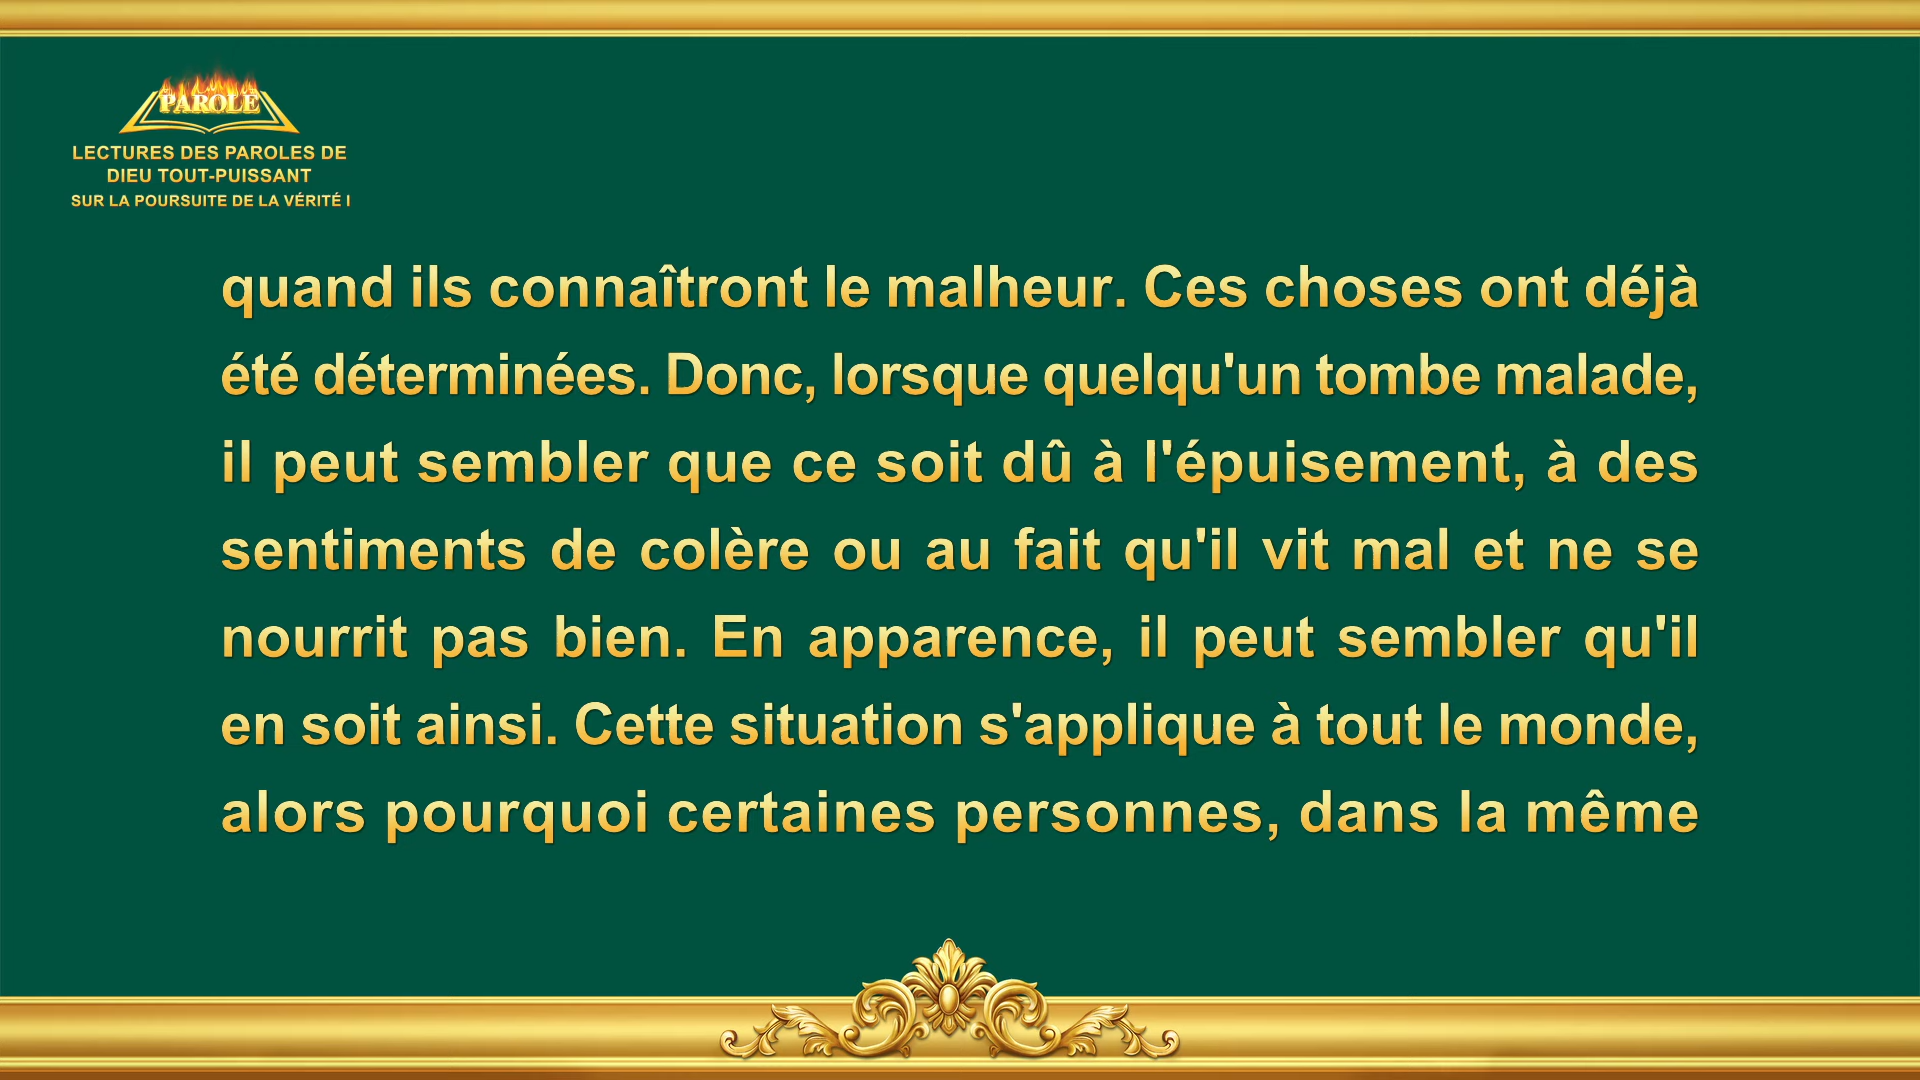 PAROLE
LECTURES DES PAROLES DE
DIEU TOUT-PUISSANT
SUR LA POURSUITE DE LA VÉRITÉ I
quand ils connaîtront le malheur. Ces choses ont déjà
été déterminées. Donc, lorsque quelqu'un tombe malade,
il peut sembler que ce soit dû à l'épuisement, à des
sentiments de colère ou au fait qu'il vit mal et ne se
nourrit pas bien. En apparence, il peut sembler qu'il
en soit ainsi. Cette situation s'applique à tout le monde,
alors pourquoi certaines personnes, dans la même